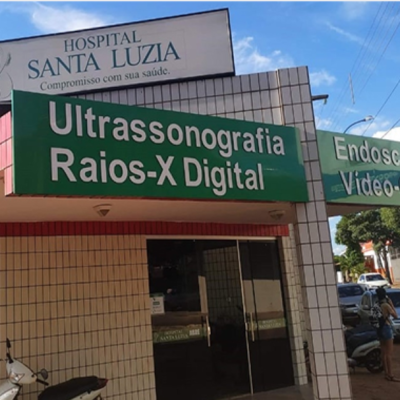 HOSPITAL
SANTA LUZIA
Compromisso com sua saúde.
Ultrassonografia
Raios-X Digital
Endosc
Vídeo-